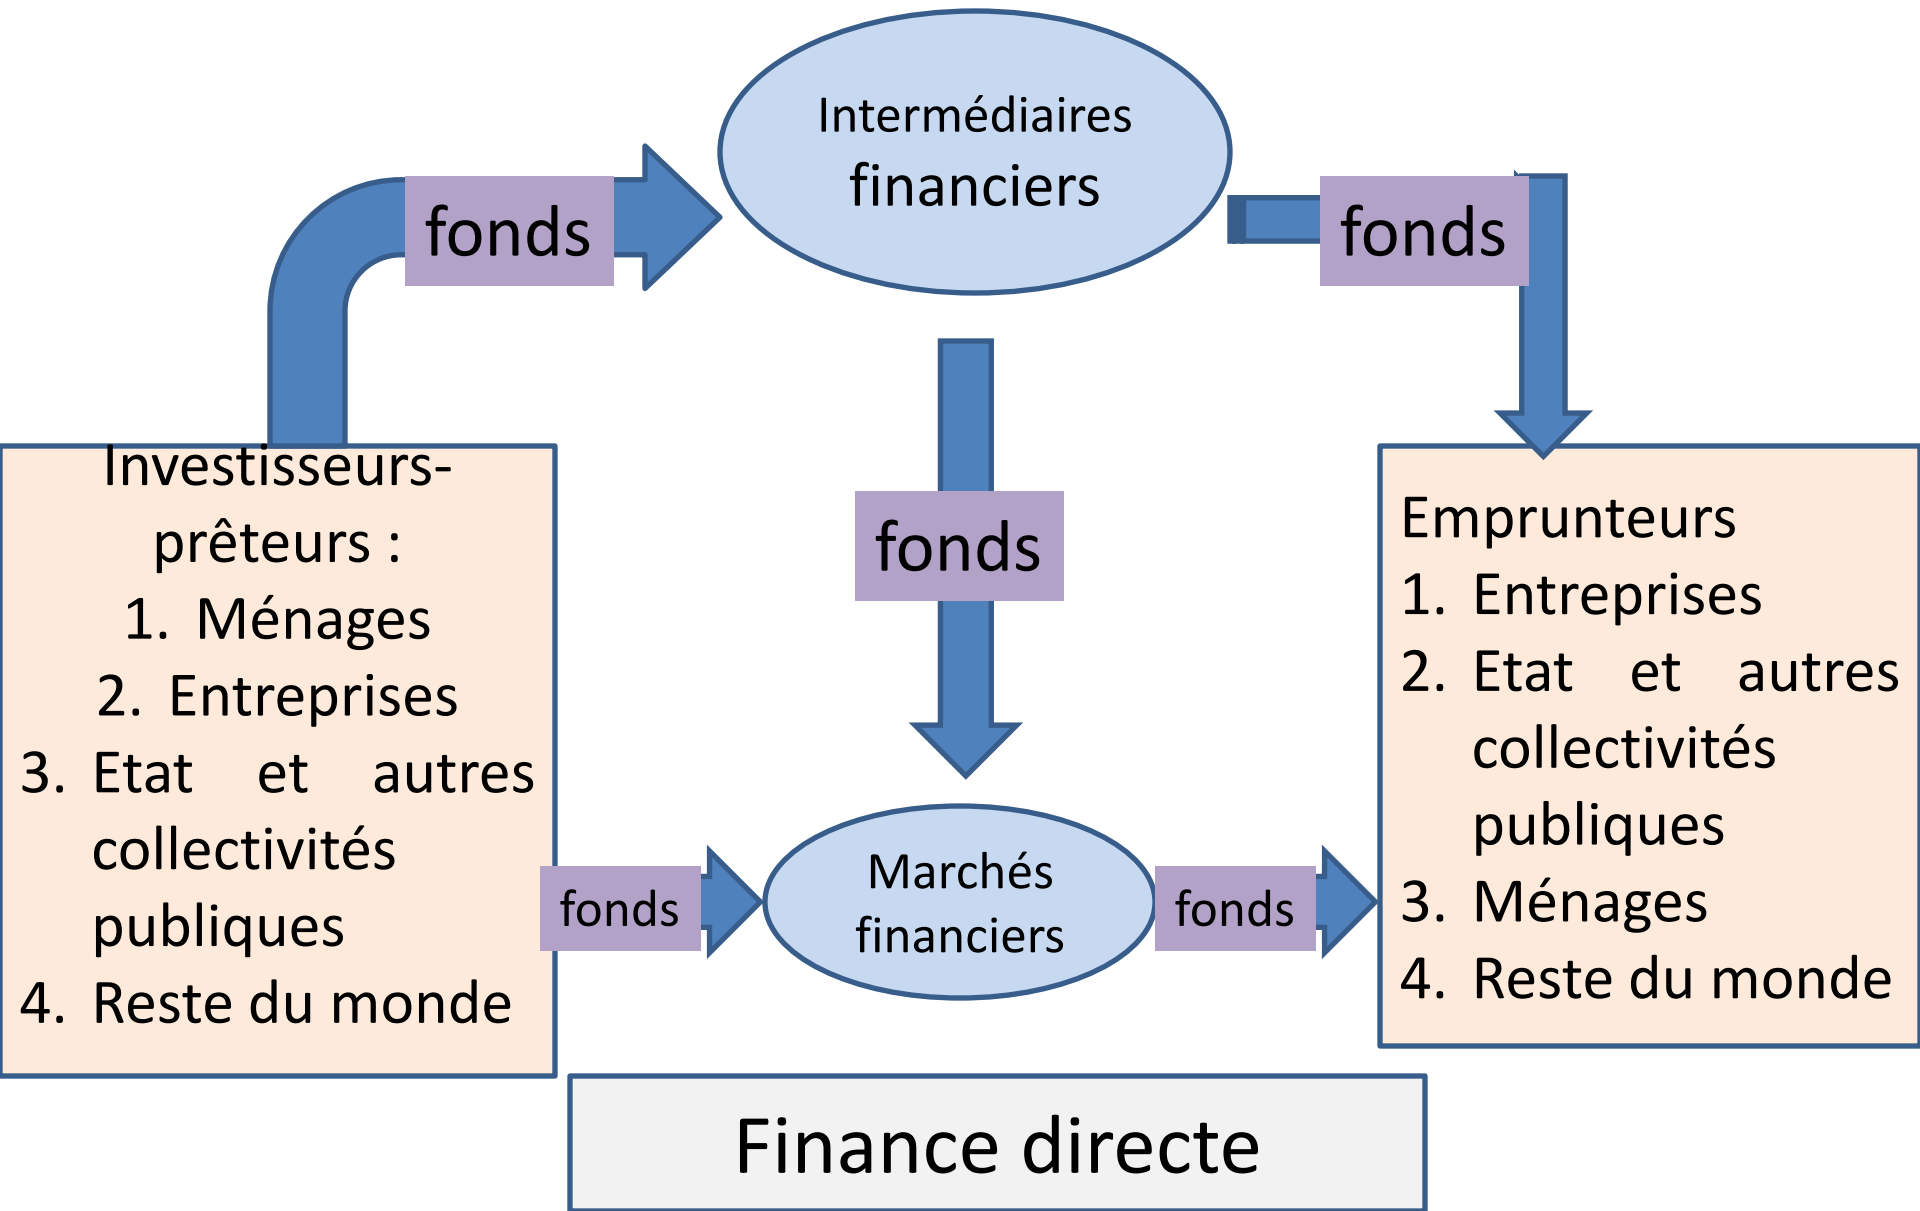 Intermédiaires
financiers
fonds
fonds
fonds
Investisseurs-
prêteurs :
1. Ménages
2. Entreprises
3. Etat et autres
collectivités
publiques
4. Reste du monde
fonds
Marchés
financiers
fonds
Emprunteurs
1. Entreprises
2. Etat et autres
collectivités
publiques
3. Ménages
4. Reste du monde
Finance directe